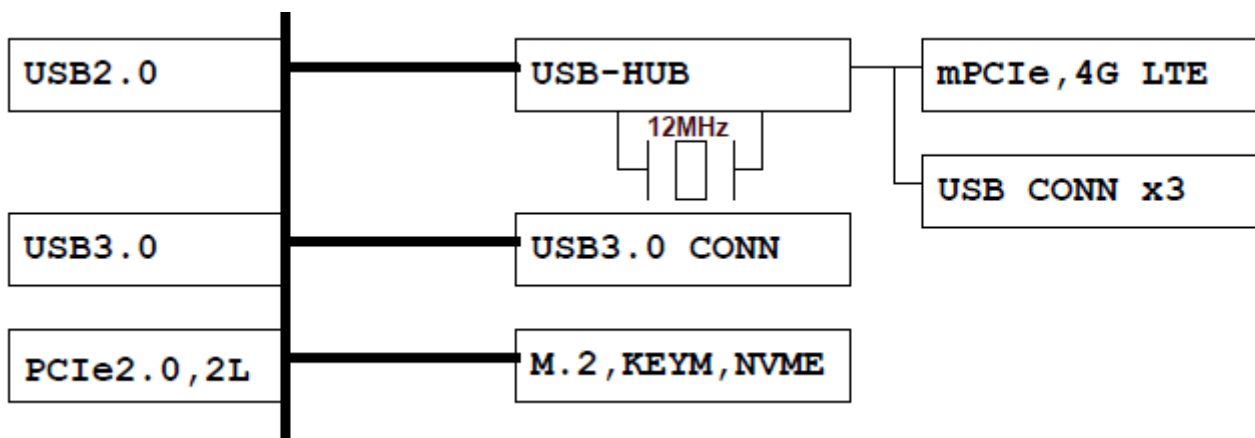 USB2.0
USB-HUB
mPCIe,4G LTE
12MHz
USB CONN x3
USB3.0
USB3.0 CONN
PCIe2.0,2L
M.2,KEYM,NVME